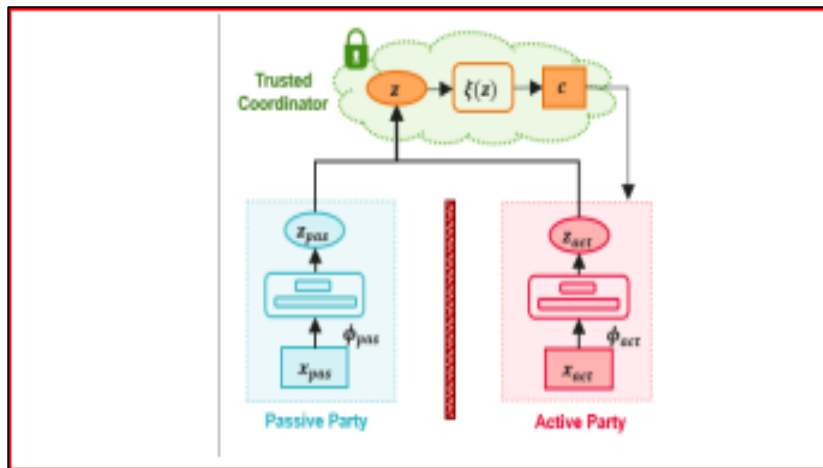 Trusted
Coordinator
z
ξ(z)
c
z_pas
z_act
ϕ_pas
ϕ_act
x_pas
x_act
Passive Party
Active Party